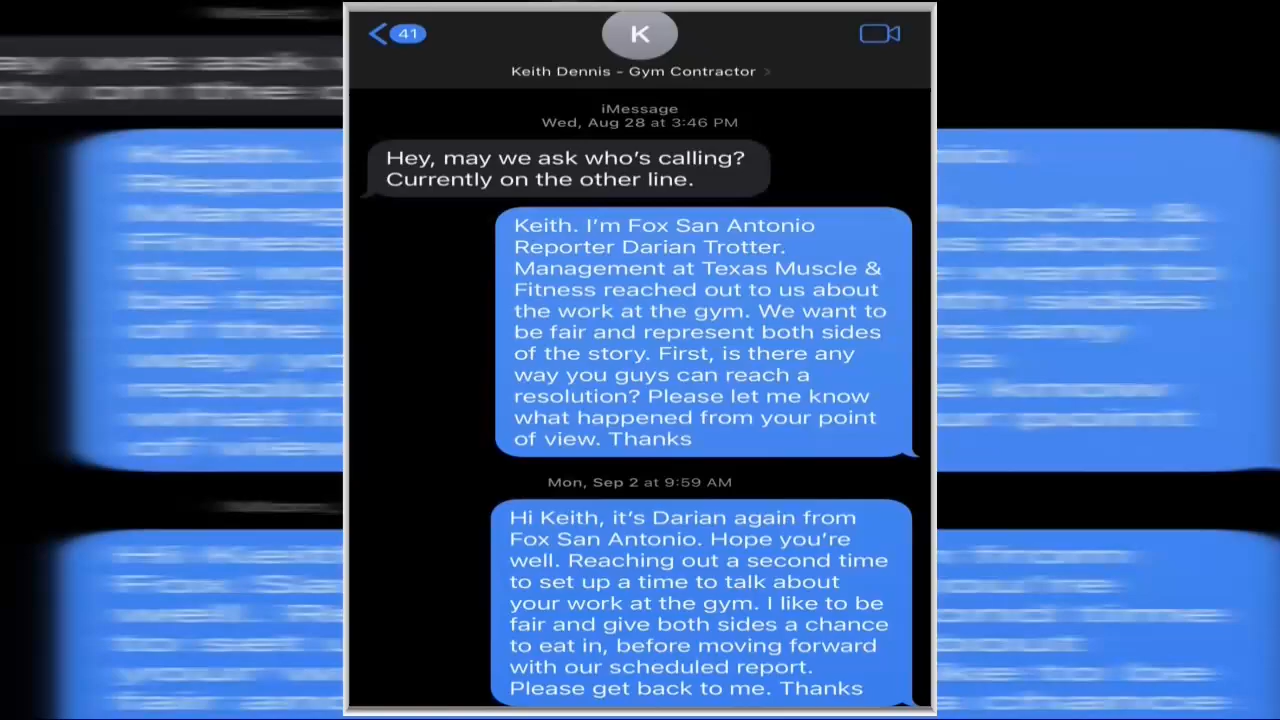 41
K
Keith Dennis - Gym Contractor
iMessage
Wed, Aug 28 at 3:46 PM
Hey, may we ask who's calling?
Currently on the other line.
Keith. I'm Fox San Antonio
Reporter Darian Trotter.
Management at Texas Muscle &
Fitness reached out to us about
the work at the gym. We want to
be fair and represent both sides
of the story. First, is there any
way you guys can reach a
resolution? Please let me know
what happened from your point
of view. Thanks
Mon, Sep 2 at 9:59 AM
Hi Keith, it's Darian again from
Fox San Antonio. Hope you're
well. Reaching out a second time
to set up a time to talk about
your work at the gym. I like to be
fair and give both sides a chance
to eat in, before moving forward
with our scheduled report.
Please get back to me. Thanks